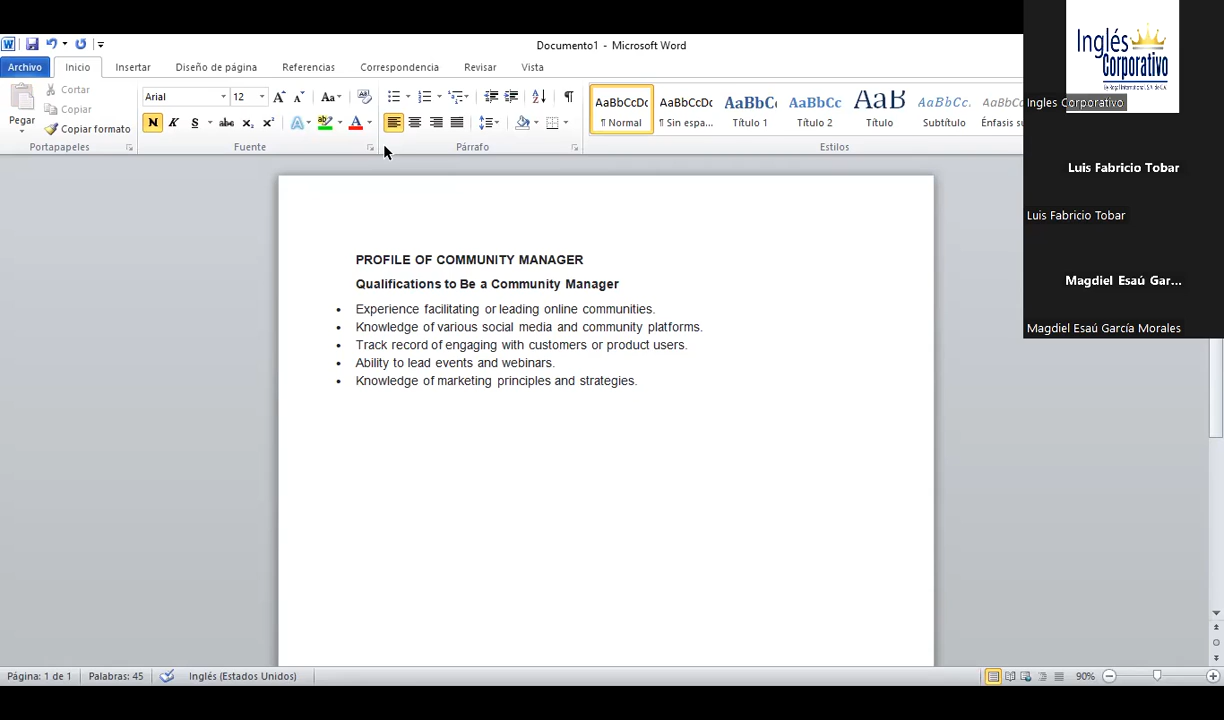 Documento1 - Microsoft Word
Archivo Inicio Insertar Diseño de página Referencias Correspondencia Revisar Vista
Pegar
Cortar
Copiar
Copiar formato
Portapapeles
Arial 12
Fuente
Párrafo
AaBbCcDc AaBbCcDc AaBbC AaBbCc AaB AaBbCc. AaBbCc
¶ Normal ¶ Sin espa... Título 1 Título 2 Título Subtítulo Énfasis
Estilos
Inglés
Corporativo
Ingles Corporativo
Luis Fabricio Tobar
Luis Fabricio Tobar
Magdiel Esaú Gar...
Magdiel Esaú García Morales
PROFILE OF COMMUNITY MANAGER
Qualifications to Be a Community Manager
• Experience facilitating or leading online communities.
• Knowledge of various social media and community platforms.
• Track record of engaging with customers or product users.
• Ability to lead events and webinars.
• Knowledge of marketing principles and strategies.
Página: 1 de 1 Palabras: 45 Inglés (Estados Unidos) 90%